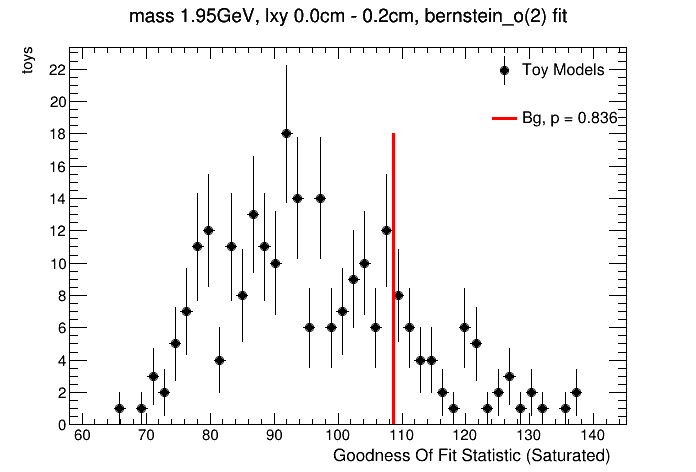 mass 1.95GeV, lxy 0.0cm - 0.2cm, bernstein_o(2) fit
toys
Toy Models
Bg, p = 0.836
22
20
18
16
14
12
10
8
6
4
2
0
60 70 80 90 100 110 120 130 140
Goodness Of Fit Statistic (Saturated)